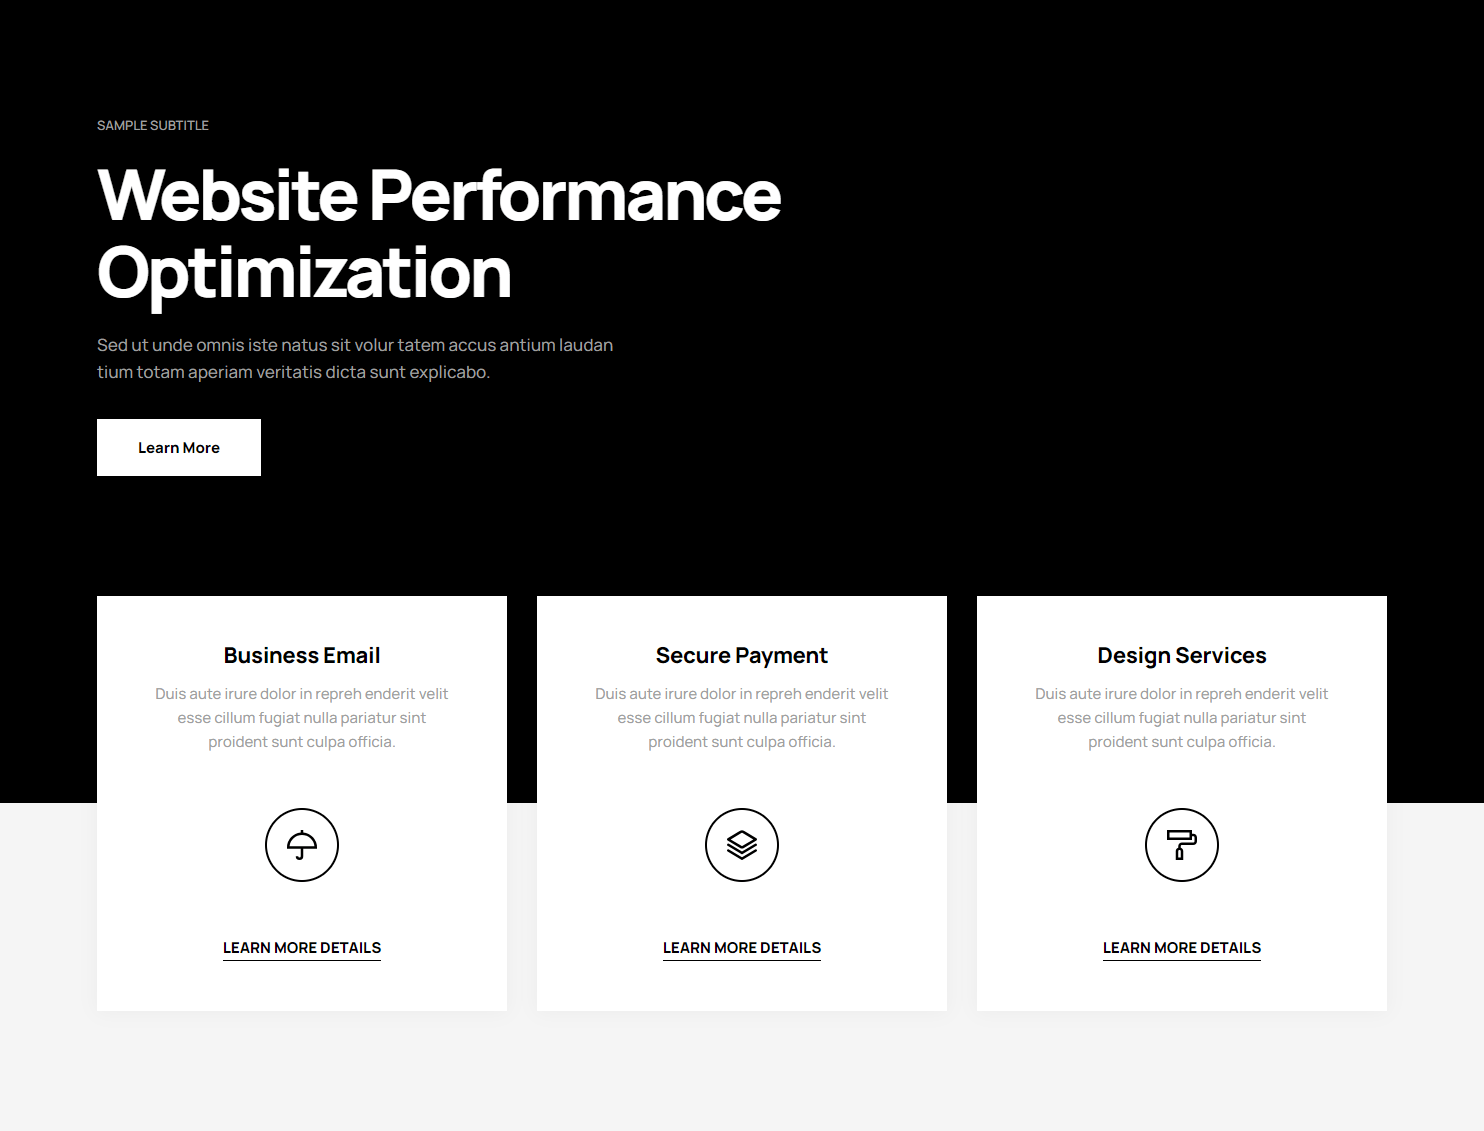 SAMPLE SUBTITLE
Website Performance
Optimization
Sed ut unde omnis iste natus sit volur tatem accus antium laudan
tium totam aperiam veritatis dicta sunt explicabo.
Learn More
Business Email
Duis aute irure dolor in repreh enderit velit
esse cillum fugiat nulla pariatur sint
proident sunt culpa officia.
LEARN MORE DETAILS
Secure Payment
Duis aute irure dolor in repreh enderit velit
esse cillum fugiat nulla pariatur sint
proident sunt culpa officia.
LEARN MORE DETAILS
Design Services
Duis aute irure dolor in repreh enderit velit
esse cillum fugiat nulla pariatur sint
proident sunt culpa officia.
LEARN MORE DETAILS